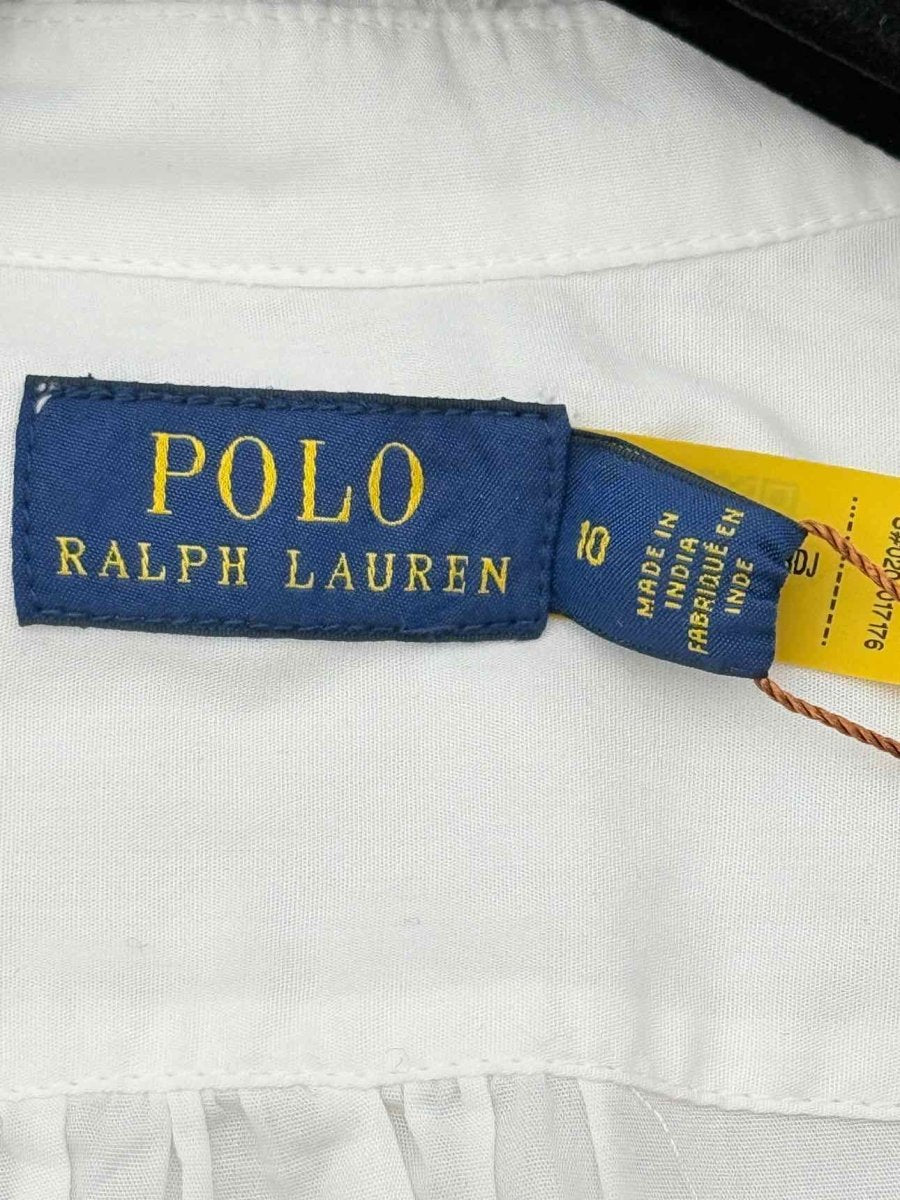 POLO
RALPH LAUREN
10
MADE IN
INDIA
FABRIQUÉ EN
INDE